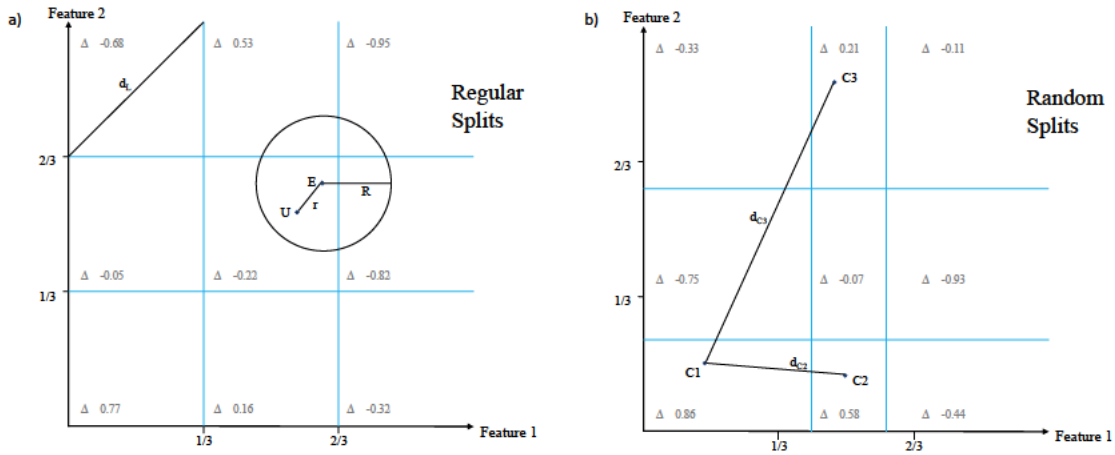 a)
Feature 2
Δ -0.68
Δ 0.53
Δ -0.95
d_L
Regular
Splits
2/3
E
R
U
r
Δ -0.05
Δ -0.22
Δ -0.82
1/3
Δ 0.77
Δ 0.16
Δ -0.32
1/3
2/3
Feature 1
b)
Feature 2
Δ -0.33
Δ 0.21
Δ -0.11
C3
Random
Splits
2/3
d_C3
Δ -0.75
Δ -0.07
Δ -0.93
1/3
C1
d_C2
C2
Δ 0.86
Δ 0.58
Δ -0.44
1/3
2/3
Feature 1